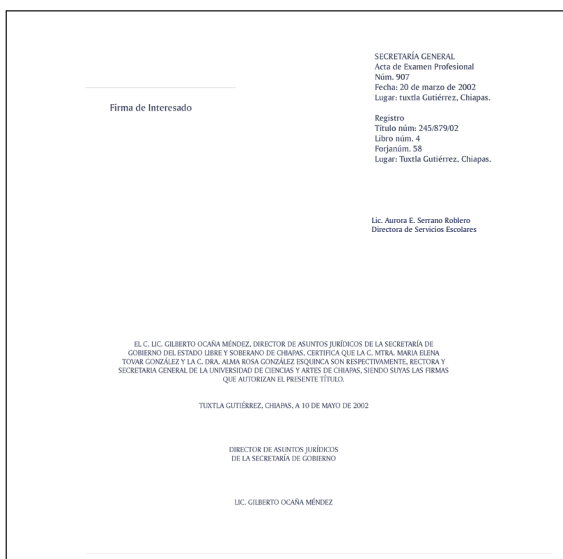 SECRETARÍA GENERAL
Acta de Examen Profesional
Núm. 907
Fecha: 20 de marzo de 2002
Lugar: tuxtla Gutiérrez, Chiapas.
Firma de Interesado
Registro
Título núm: 245/879/02
Libro núm. 4
Forjanúm. 58
Lugar: Tuxtla Gutiérrez, Chiapas.
Lic. Aurora E. Serrano Roblero
Directora de Servicios Escolares
EL C. LIC. GILBERTO OCAÑA MÉNDEZ, DIRECTOR DE ASUNTOS JURÍDICOS DE LA SECRETARÍA DE
GOBIERNO DEL ESTADO LIBRE Y SOBERANO DE CHIAPAS, CERTIFICA QUE LA C. MTRA. MARIA ELENA
TOVAR GONZÁLEZ Y LA C. DRA. ALMA ROSA GONZÁLEZ ESQUINCA SON RESPECTIVAMENTE, RECTORA Y
SECRETARIA GENERAL DE LA UNIVERSIDAD DE CIENCIAS Y ARTES DE CHIAPAS, SIENDO SUYAS LAS FIRMAS
QUE AUTORIZAN EL PRESENTE TÍTULO.
TUXTLA GUTIÉRREZ, CHIAPAS, A 10 DE MAYO DE 2002
DIRECTOR DE ASUNTOS JURÍDICOS
DE LA SECRETARÍA DE GOBIERNO
LIC. GILBERTO OCAÑA MÉNDEZ